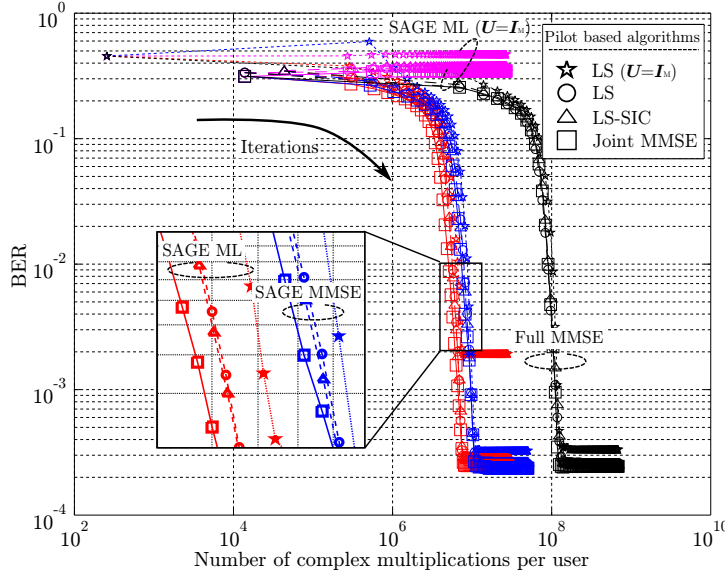 SAGE ML (U=I_M)
Pilot based algorithms
LS (U=I_M)
LS
LS-SIC
Joint MMSE
Iterations
SAGE ML
SAGE MMSE
Full MMSE
BER
10^0
10^-1
10^-2
10^-3
10^-4
10^2
10^4
10^6
10^8
10^10
Number of complex multiplications per user